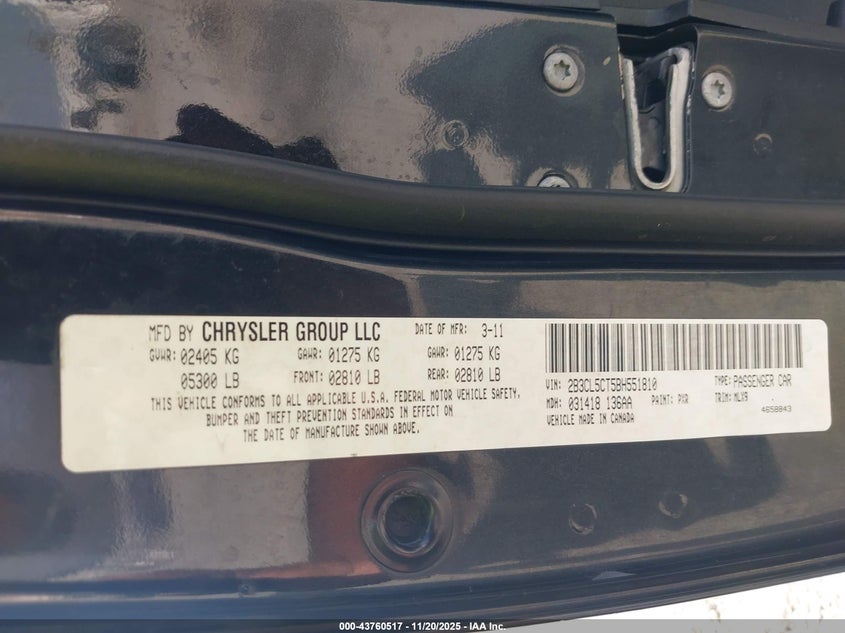 MFD BY CHRYSLER GROUP LLC DATE OF MFR: 3-11
GVWR: 02405 KG GAWR: 01275 KG GAWR: 01275 KG
05300 LB FRONT: 02810 LB REAR: 02810 LB
THIS VEHICLE CONFORMS TO ALL APPLICABLE U.S.A. FEDERAL MOTOR VEHICLE SAFETY,
BUMPER AND THEFT PREVENTION STANDARDS IN EFFECT ON
THE DATE OF MANUFACTURE SHOWN ABOVE.
VIN: 2B3CL5CT5BH551810 TYPE: PASSENGER CAR
MDH: 031418 136AA PAINT: PXR TRIM: MLX9
VEHICLE MADE IN CANADA 4658843
000-43760517 - 11/20/2025 - IAA Inc.